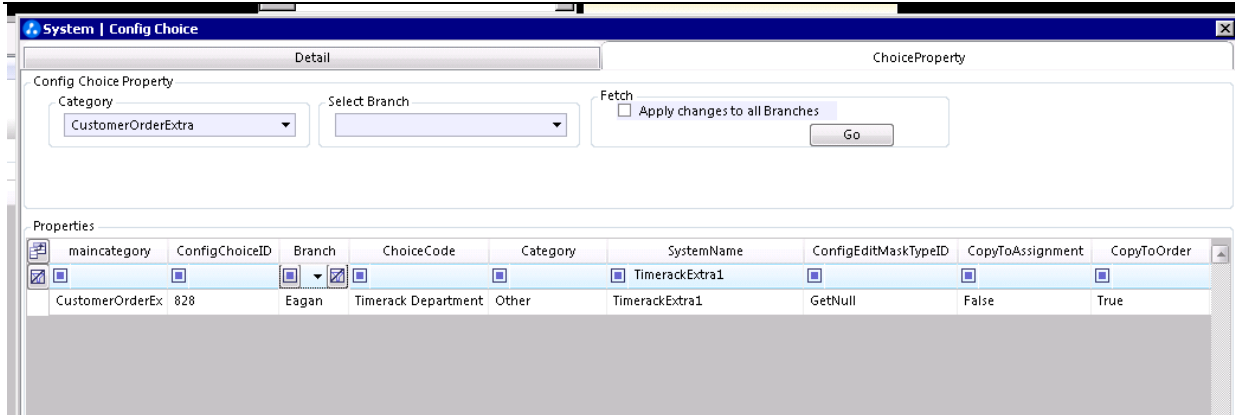 System | Config Choice
Detail
ChoiceProperty
Config Choice Property
Category
Select Branch
Fetch
CustomerOrderExtra
Apply changes to all Branches
Go
Properties
maincategory ConfigChoiceID Branch ChoiceCode Category SystemName ConfigEditMaskTypeID CopyToAssignment CopyToOrder
TimerackExtra1
CustomerOrderEx 828 Eagan Timerack Department Other TimerackExtra1 GetNull False True